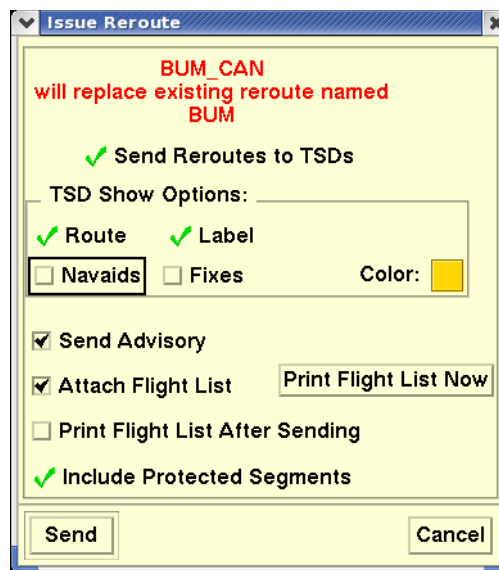 Issue Reroute
BUM_CAN
will replace existing reroute named
BUM
Send Reroutes to TSDs
TSD Show Options:
Route Label
Navaids Fixes Color:
Send Advisory
Attach Flight List Print Flight List Now
Print Flight List After Sending
Include Protected Segments
Send Cancel